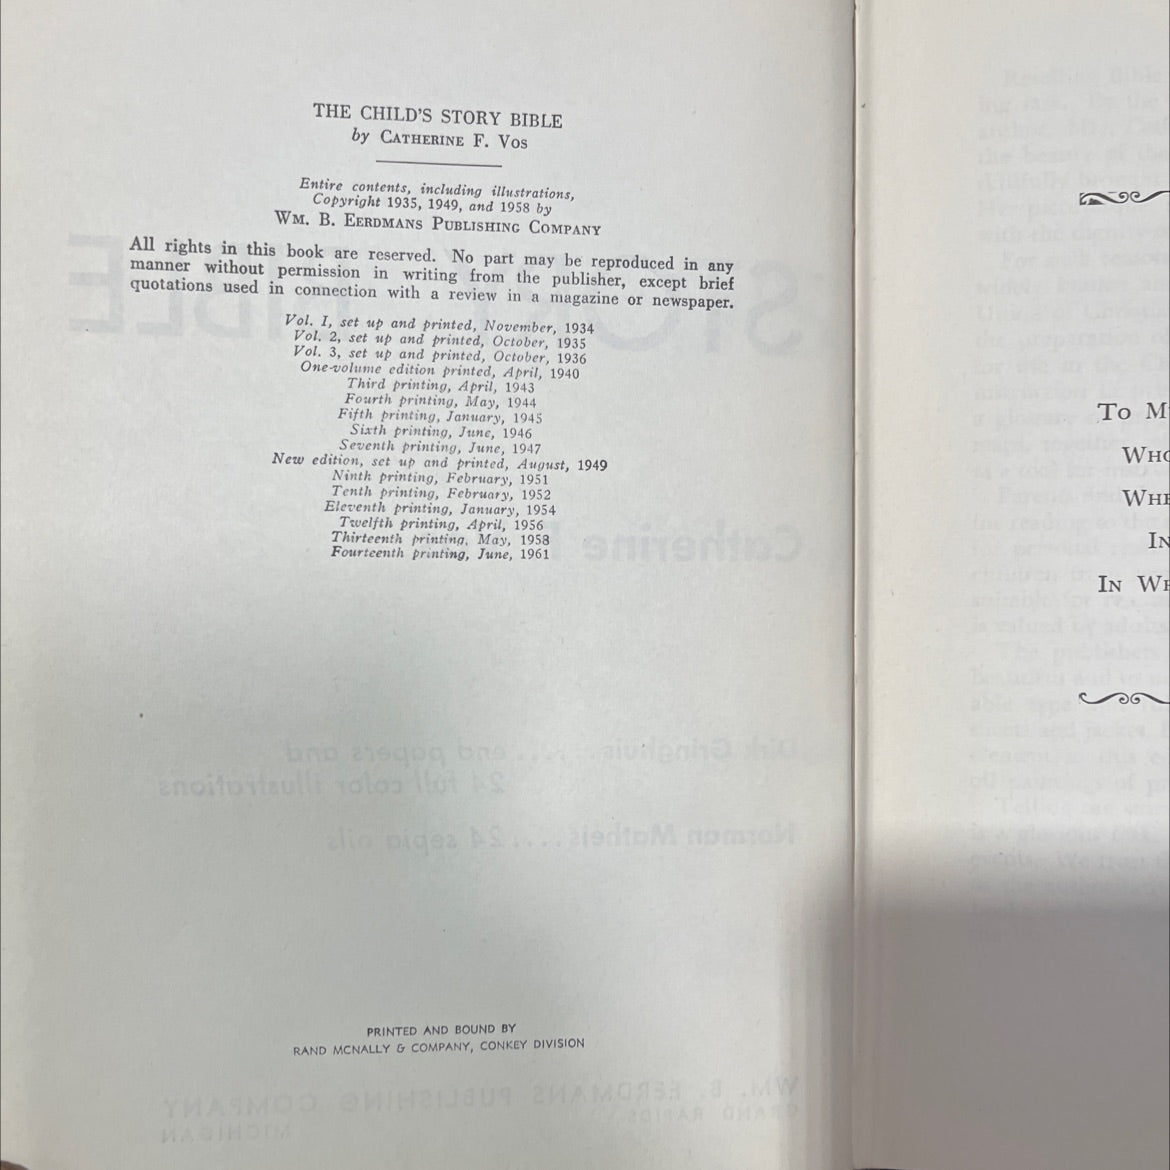 THE CHILD'S STORY BIBLE
by CATHERINE F. VOS
Entire contents, including illustrations,
Copyright 1935, 1949, and 1958 by
WM. B. EERDMANS PUBLISHING COMPANY
All rights in this book are reserved. No part may be reproduced in any
manner without permission in writing from the publisher, except brief
quotations used in connection with a review in a magazine or newspaper.
Vol. I, set up and printed, November, 1934
Vol. 2, set up and printed, October, 1935
Vol. 3, set up and printed, October, 1936
One-volume edition printed, April, 1940
Third printing, April, 1943
Fourth printing, May, 1944
Fifth printing, January, 1945
Sixth printing, June, 1946
Seventh printing, June, 1947
New edition, set up and printed, August, 1949
Ninth printing, February, 1951
Tenth printing, February, 1952
Eleventh printing, January, 1954
Twelfth printing, April, 1956
Thirteenth printing, May, 1958
Fourteenth printing, June, 1961
PRINTED AND BOUND BY
RAND MCNALLY & COMPANY, CONKEY DIVISION
TO M
WHO
WHE
IN
IN WH